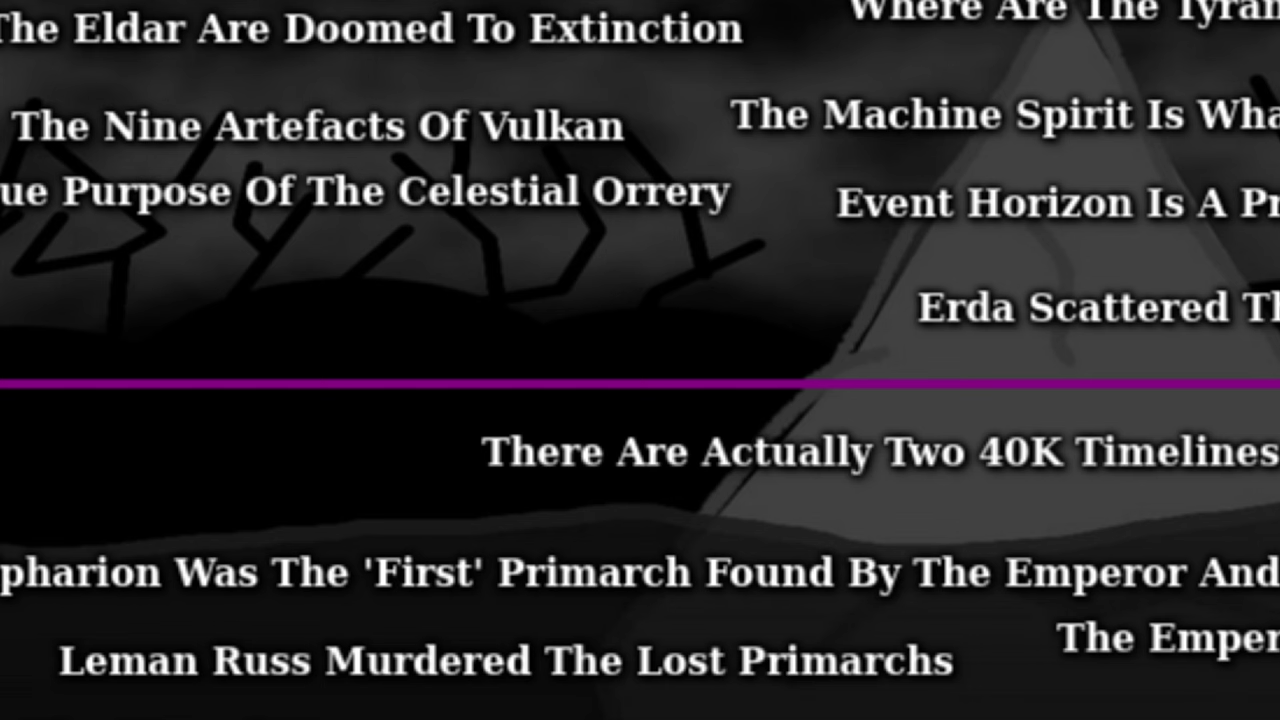 The Eldar Are Doomed To Extinction
Where Are The
The Nine Artefacts Of Vulkan
The Machine Spirit Is
Purpose Of The Celestial Orrery
Event Horizon Is A
Erda Scattered
There Are Actually Two 40K Timelines
Was The 'First' Primarch Found By The Emperor And
The
Leman Russ Murdered The Lost Primarchs